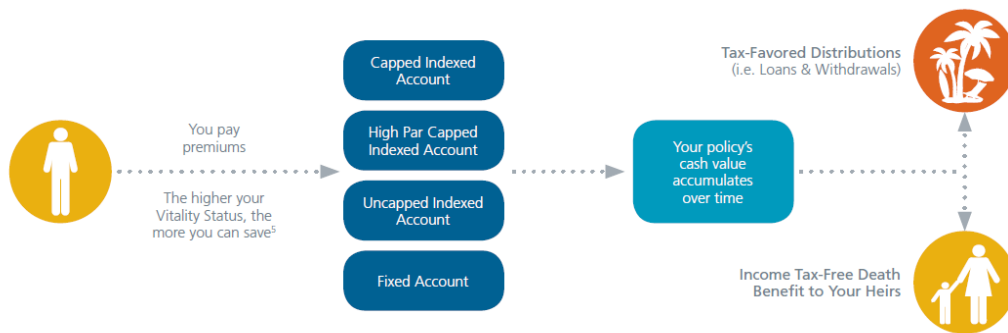 You pay
premiums
The higher your
Vitality Status, the
more you can save5
Capped Indexed
Account
High Par Capped
Indexed Account
Uncapped Indexed
Account
Fixed Account
Your policy's
cash value
accumulates
over time
Tax-Favored Distributions
(i.e. Loans & Withdrawals)
Income Tax-Free Death
Benefit to Your Heirs